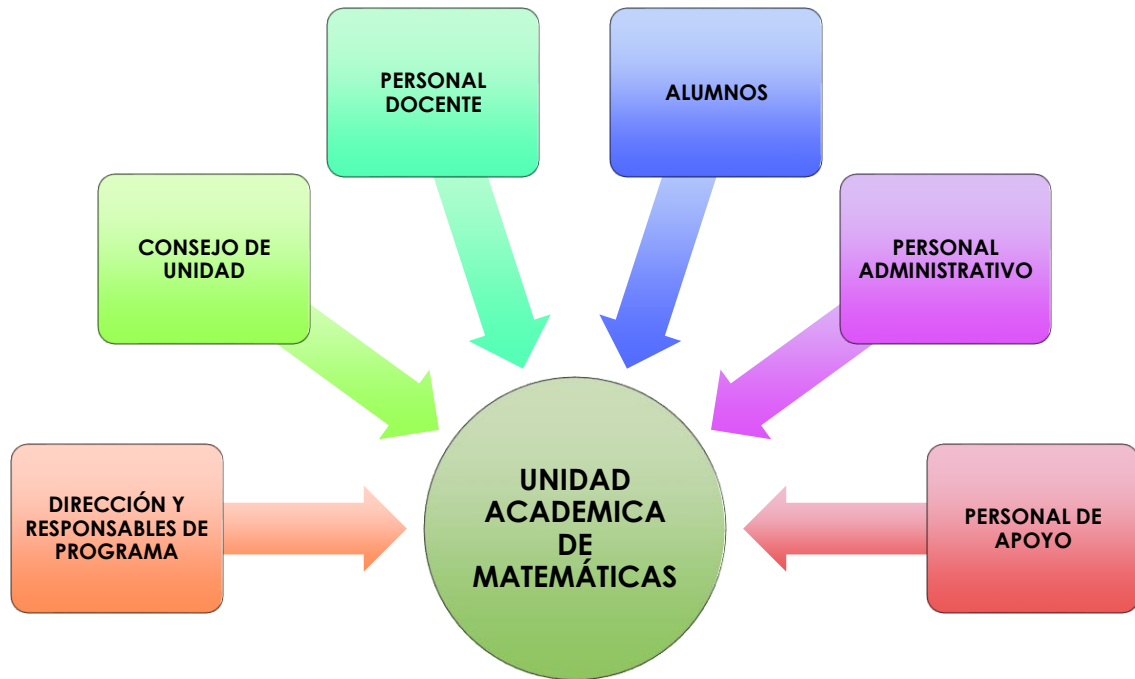 PERSONAL
DOCENTE
ALUMNOS
CONSEJO DE
UNIDAD
PERSONAL
ADMINISTRATIVO
DIRECCIÓN Y
RESPONSABLES DE
PROGRAMA
UNIDAD
ACADEMICA
DE
MATEMÁTICAS
PERSONAL DE
APOYO